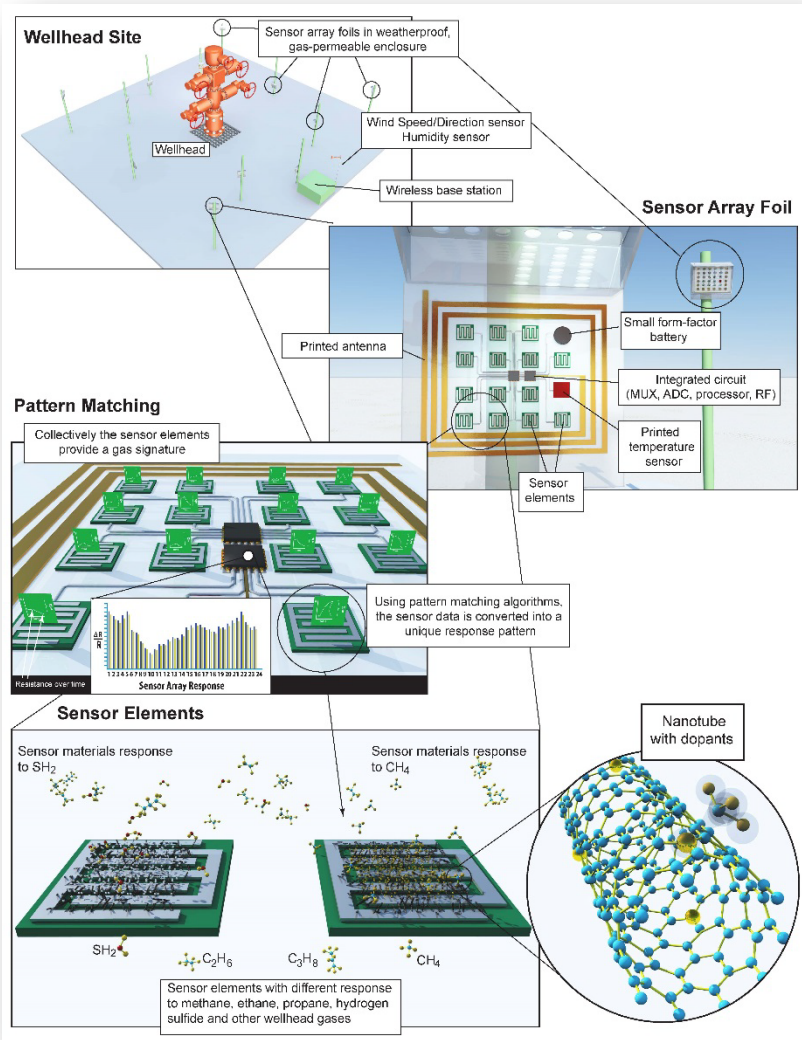 Wellhead Site
Sensor array foils in weatherproof,
gas-permeable enclosure
Wind Speed/Direction sensor
Humidity sensor
Wellhead
Wireless base station
Sensor Array Foil
Printed antenna
Small form-factor
battery
Integrated circuit
(MUX, ADC, processor, RF)
Printed
temperature
sensor
Sensor
elements
Pattern Matching
Collectively the sensor elements
provide a gas signature
Using pattern matching algorithms,
the sensor data is converted into a
unique response pattern
ΔR
R
1 2 3 4 5 6 7 8 9 10 11 12 13 14 15 16 17 18 19 20 21 22 23 24
Sensor Array Response
Resistance over time
Sensor Elements
Sensor materials response
to SH₂
Sensor materials response
to CH₄
Nanotube
with dopants
SH₂
C₂H₆
C₃H₈
CH₄
Sensor elements with different response
to methane, ethane, propane, hydrogen
sulfide and other wellhead gases